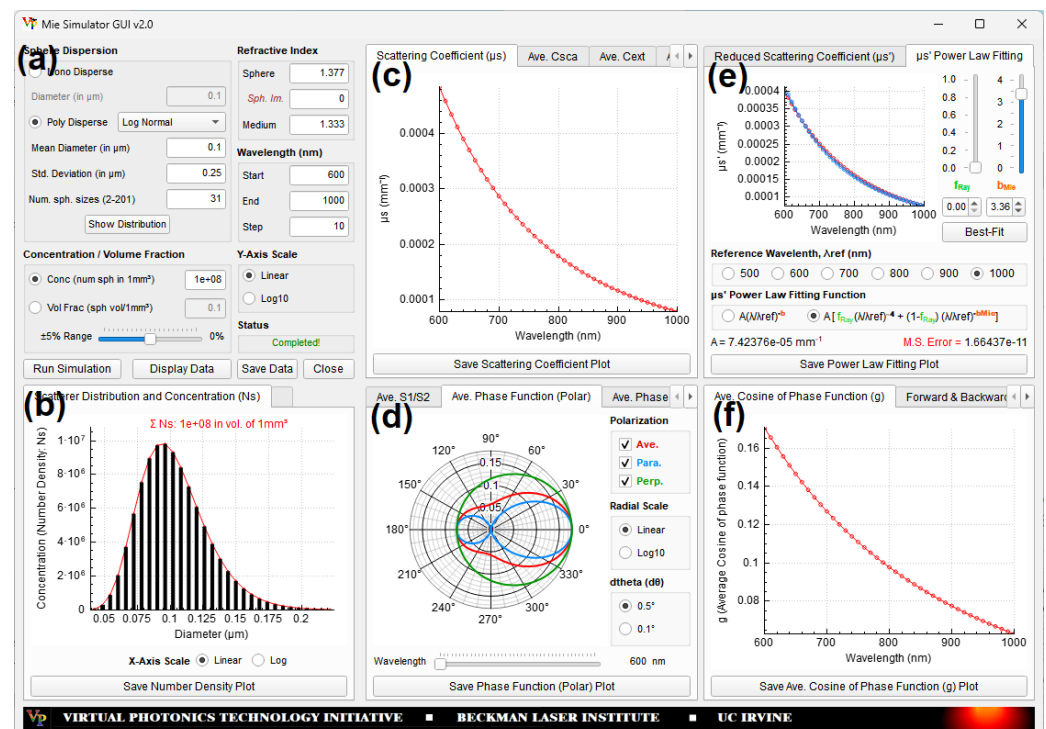 Mie Simulator GUI v2.0
(a)
Sphere Dispersion
Mono Disperse
Diameter (in μm) 0.1
Poly Disperse Log Normal
Mean Diameter (in μm) 0.1
Std. Deviation (in μm) 0.25
Num. sph. sizes (2-201) 31
Show Distribution
Refractive Index
Sphere 1.377
Sph. Im. 0
Medium 1.333
Wavelength (nm)
Start 600
End 1000
Step 10
Concentration / Volume Fraction
Conc (num sph in 1mm³) 1e+08
Vol Frac (sph vol/1mm³) 0.1
±5% Range 0%
Y-Axis Scale
Linear
Log10
Status
Completed!
Run Simulation Display Data Save Data Close
(b)
Scatterer Distribution and Concentration (Ns)
Σ Ns: 1e+08 in vol. of 1mm³
Concentration (Number Density: Ns)
1·10⁷
8·10⁶
6·10⁶
4·10⁶
2·10⁶
0
0.05 0.075 0.1 0.125 0.15 0.175 0.2
Diameter (μm)
X-Axis Scale Linear Log
Save Number Density Plot
(c)
Scattering Coefficient (μs) Ave. Csca Ave. Cext
μs (mm⁻¹)
0.0004
0.0003
0.0002
0.0001
600 700 800 900 1000
Wavelength (nm)
Save Scattering Coefficient Plot
(d)
Ave. S1/S2 Ave. Phase Function (Polar) Ave. Phase
90°
120° 60°
150° 30°
180° 0°
210° 330°
240° 300°
270°
0.15
0.1
0.05
Polarization
Ave.
Para.
Perp.
Radial Scale
Linear
Log10
dtheta (dθ)
0.5°
0.1°
Wavelength 600 nm
Save Phase Function (Polar) Plot
(e)
Reduced Scattering Coefficient (μs') μs' Power Law Fitting
μs' (mm⁻¹)
0.0004
0.00035
0.0003
0.00025
0.0002
0.00015
0.0001
600 700 800 900 1000
Wavelength (nm)
1.0
0.8
0.6
0.4
0.2
0.0
4
3
2
1
0
fRay bMie
0.00 3.36
Best-Fit
Reference Wavelenth, λref (nm)
500 600 700 800 900 1000
μs' Power Law Fitting Function
A(λ/λref)⁻ᵇ A [ fRay(λ/λref)⁻⁴ + (1-fRay) (λ/λref)^-bMie]
A = 7.42376e-05 mm⁻¹ M.S. Error = 1.66437e-11
Save Power Law Fitting Plot
(f)
Ave. Cosine of Phase Function (g) Forward & Backward
g (Average Cosine of phase function)
0.16
0.14
0.12
0.1
0.08
600 700 800 900 1000
Wavelength (nm)
Save Ave. Cosine of Phase Function (g) Plot
VP VIRTUAL PHOTONICS TECHNOLOGY INITIATIVE ■ BECKMAN LASER INSTITUTE ■ UC IRVINE